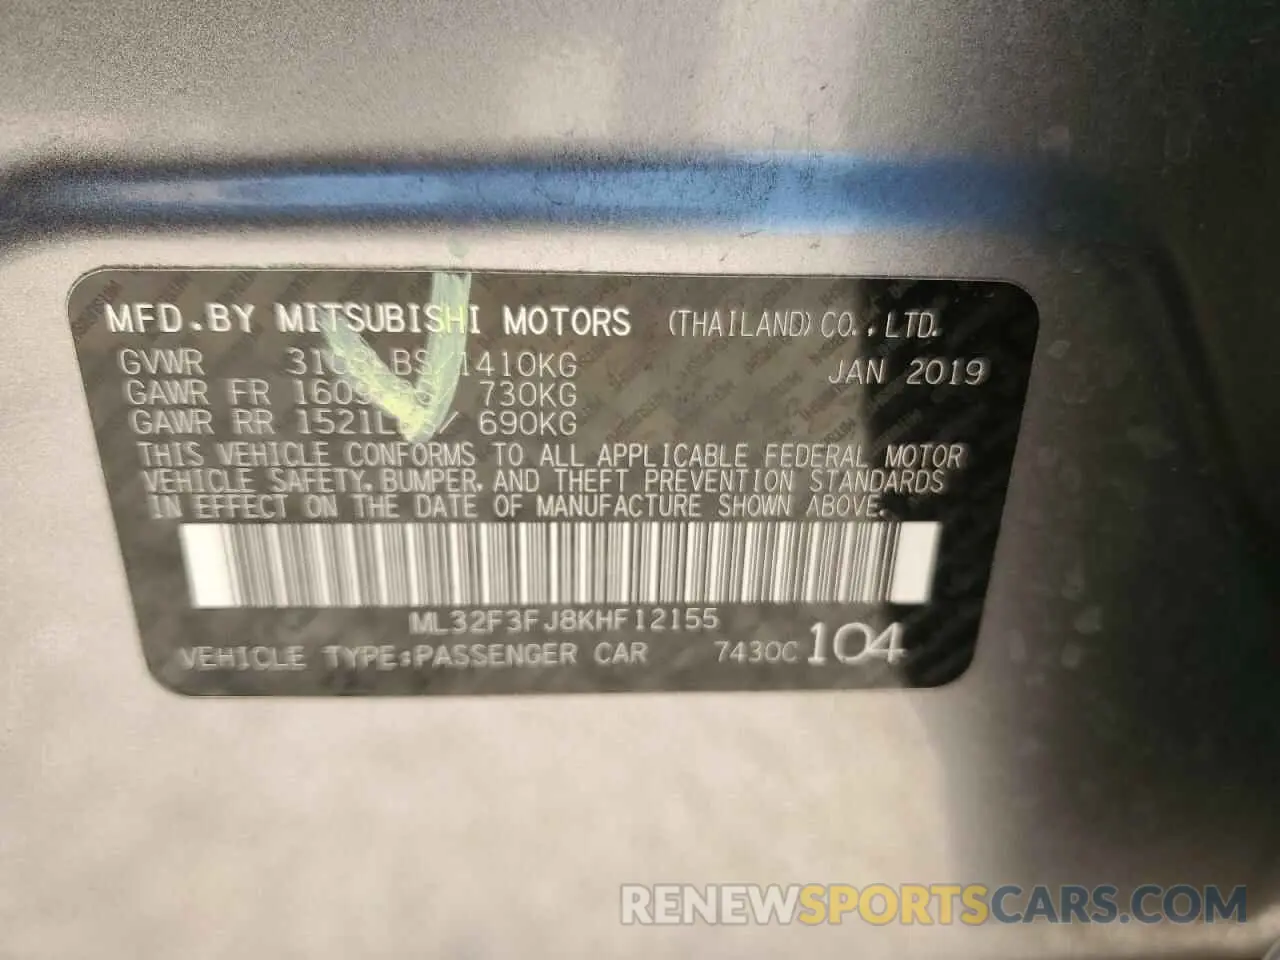 MFD.BY MITSUBISHI MOTORS (THAILAND) CO.,LTD.
GVWR 3108LBS/1410KG JAN 2019
GAWR FR 730KG
GAWR RR 1521LBS/ 690KG
THIS VEHICLE CONFORMS TO ALL APPLICABLE FEDERAL MOTOR
VEHICLE SAFETY, BUMPER, AND THEFT PREVENTION STANDARDS
IN EFFECT ON THE DATE OF MANUFACTURE SHOWN ABOVE.
ML32F3FJ8KHF12155
VEHICLE TYPE:PASSENGER CAR 7430C 104
RENEWSPORTSCARS.COM